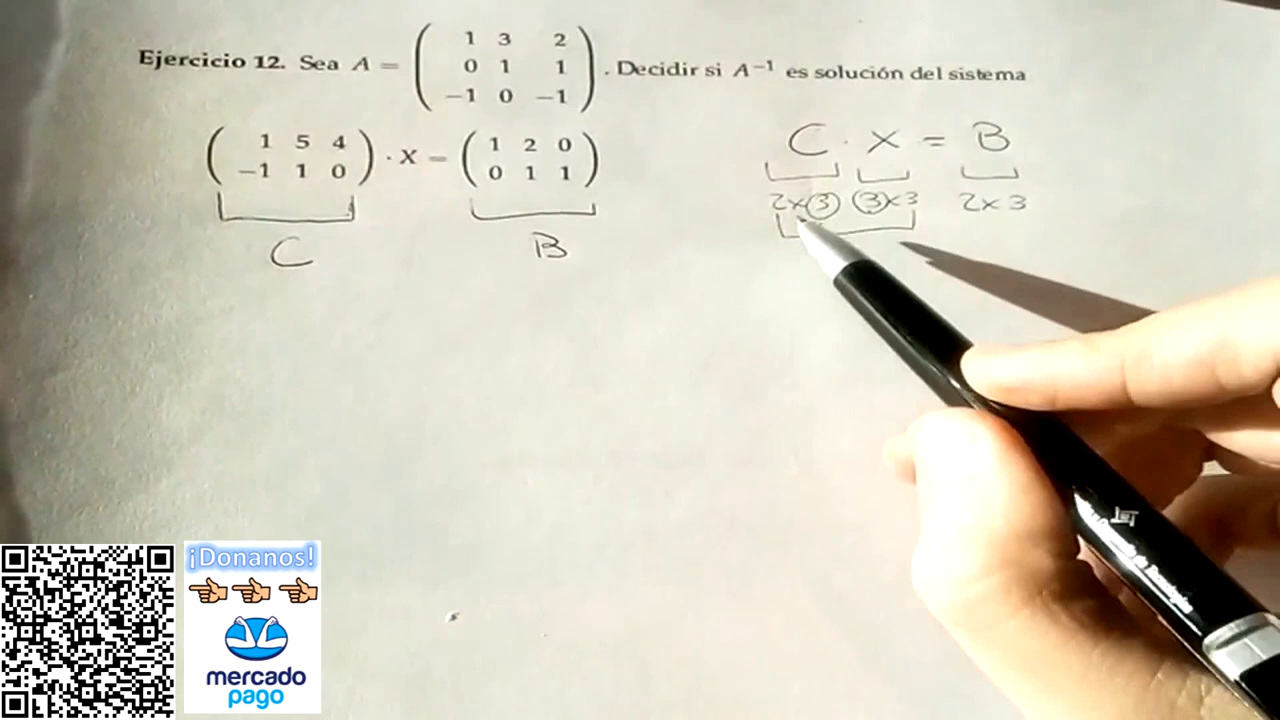 Ejercicio 12. Sea A = ( 1 3 2 ; 0 1 1 ; −1 0 −1 ). Decidir si A⁻¹ es solución del sistema
( 1 5 4 ; −1 1 0 ) · X = ( 1 2 0 ; 0 1 1 )
C B
C · X = B
2x3 3x3 2x3
¡Donanos!
mercado
pago